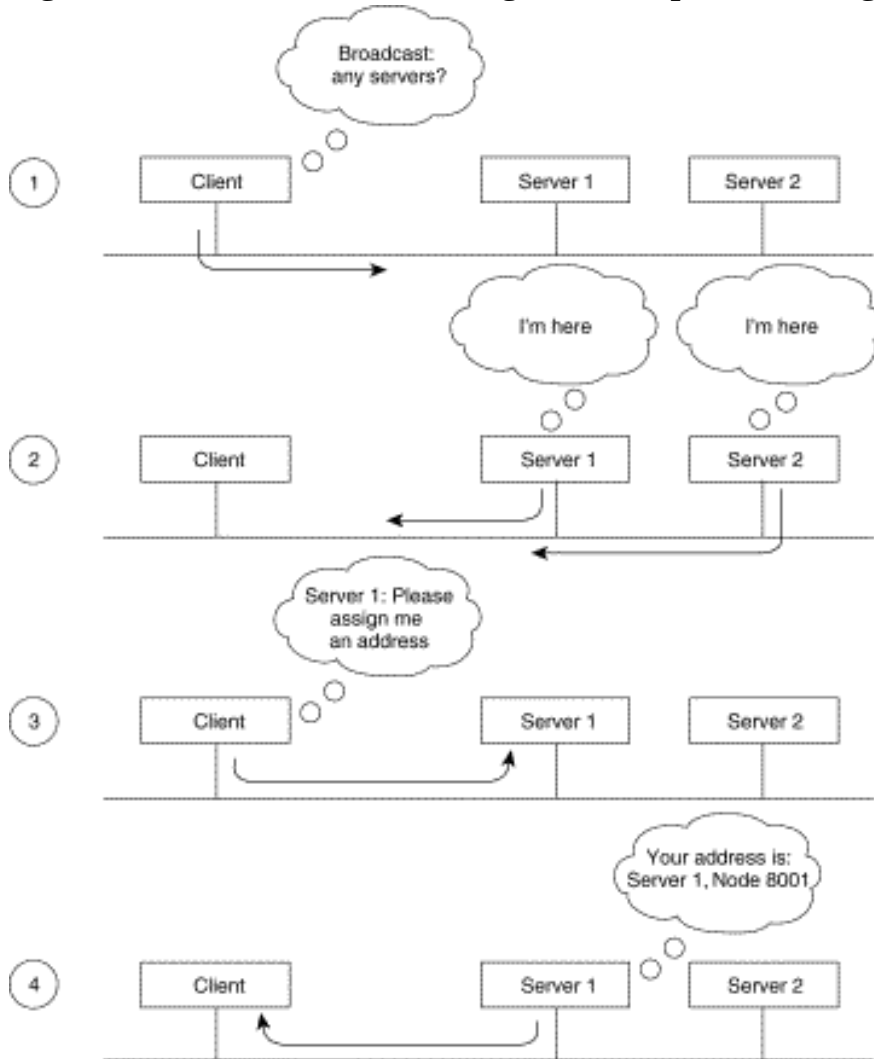 Broadcast:
any servers?
1
Client
Server 1
Server 2
I'm here
I'm here
2
Client
Server 1
Server 2
Server 1: Please
assign me
an address
3
Client
Server 1
Server 2
Your address is:
Server 1, Node 8001
4
Client
Server 1
Server 2